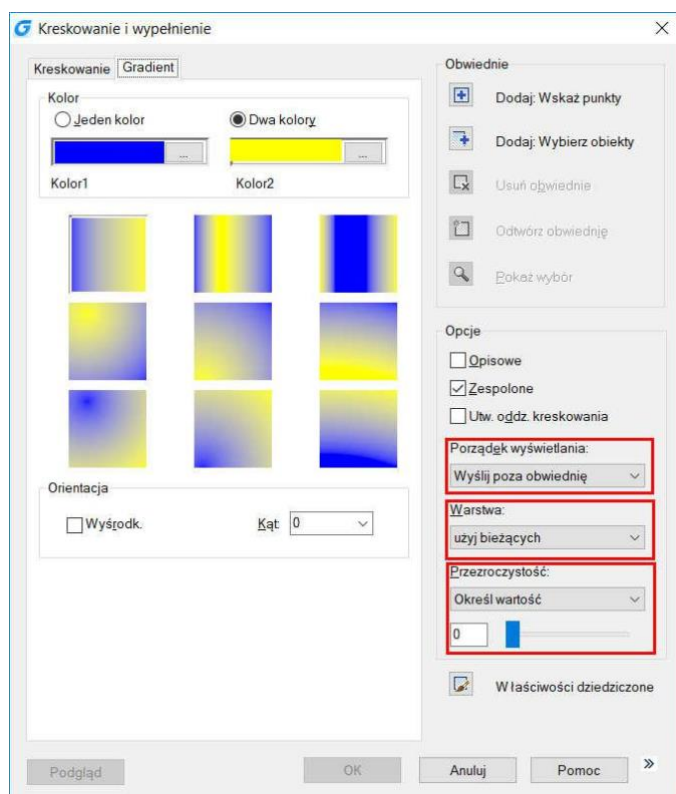 Kreskowanie i wypełnienie
Kreskowanie
Gradient
Kolor
Jeden kolor
Dwa kolory
...
...
Kolor1
Kolor2
Orientacja
Wyśrodk.
Kąt
0
Obwiednie
Dodaj: Wskaż punkty
Dodaj: Wybierz obiekty
Usuń obwiednie
Odtwórz obwiednię
Pokaż wybór
Opcje
Opisowe
Zespolone
Utw. oddz. kreskowania
Porządek wyświetlania:
Wyślij poza obwiednię
Warstwa:
użyj bieżących
Przezroczystość:
Określ wartość
0
Właściwości dziedziczone
Podgląd
OK
Anuluj
Pomoc
»